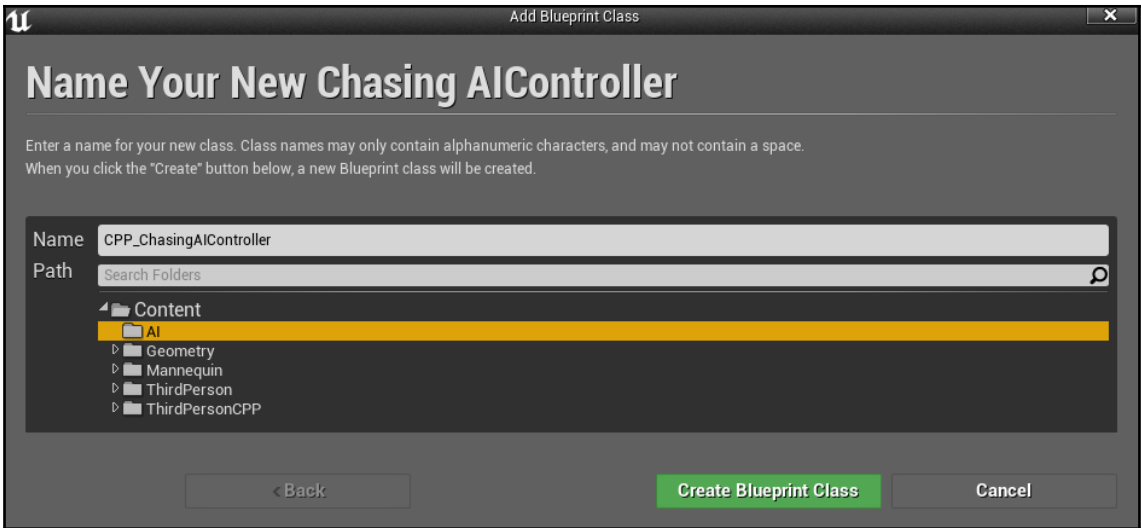 Add Blueprint Class
Name Your New Chasing AIController
Enter a name for your new class. Class names may only contain alphanumeric characters, and may not contain a space.
When you click the "Create" button below, a new Blueprint class will be created.
Name CPP_ChasingAIController
Path Search Folders
Content
AI
Geometry
Mannequin
ThirdPerson
ThirdPersonCPP
<Back Create Blueprint Class Cancel